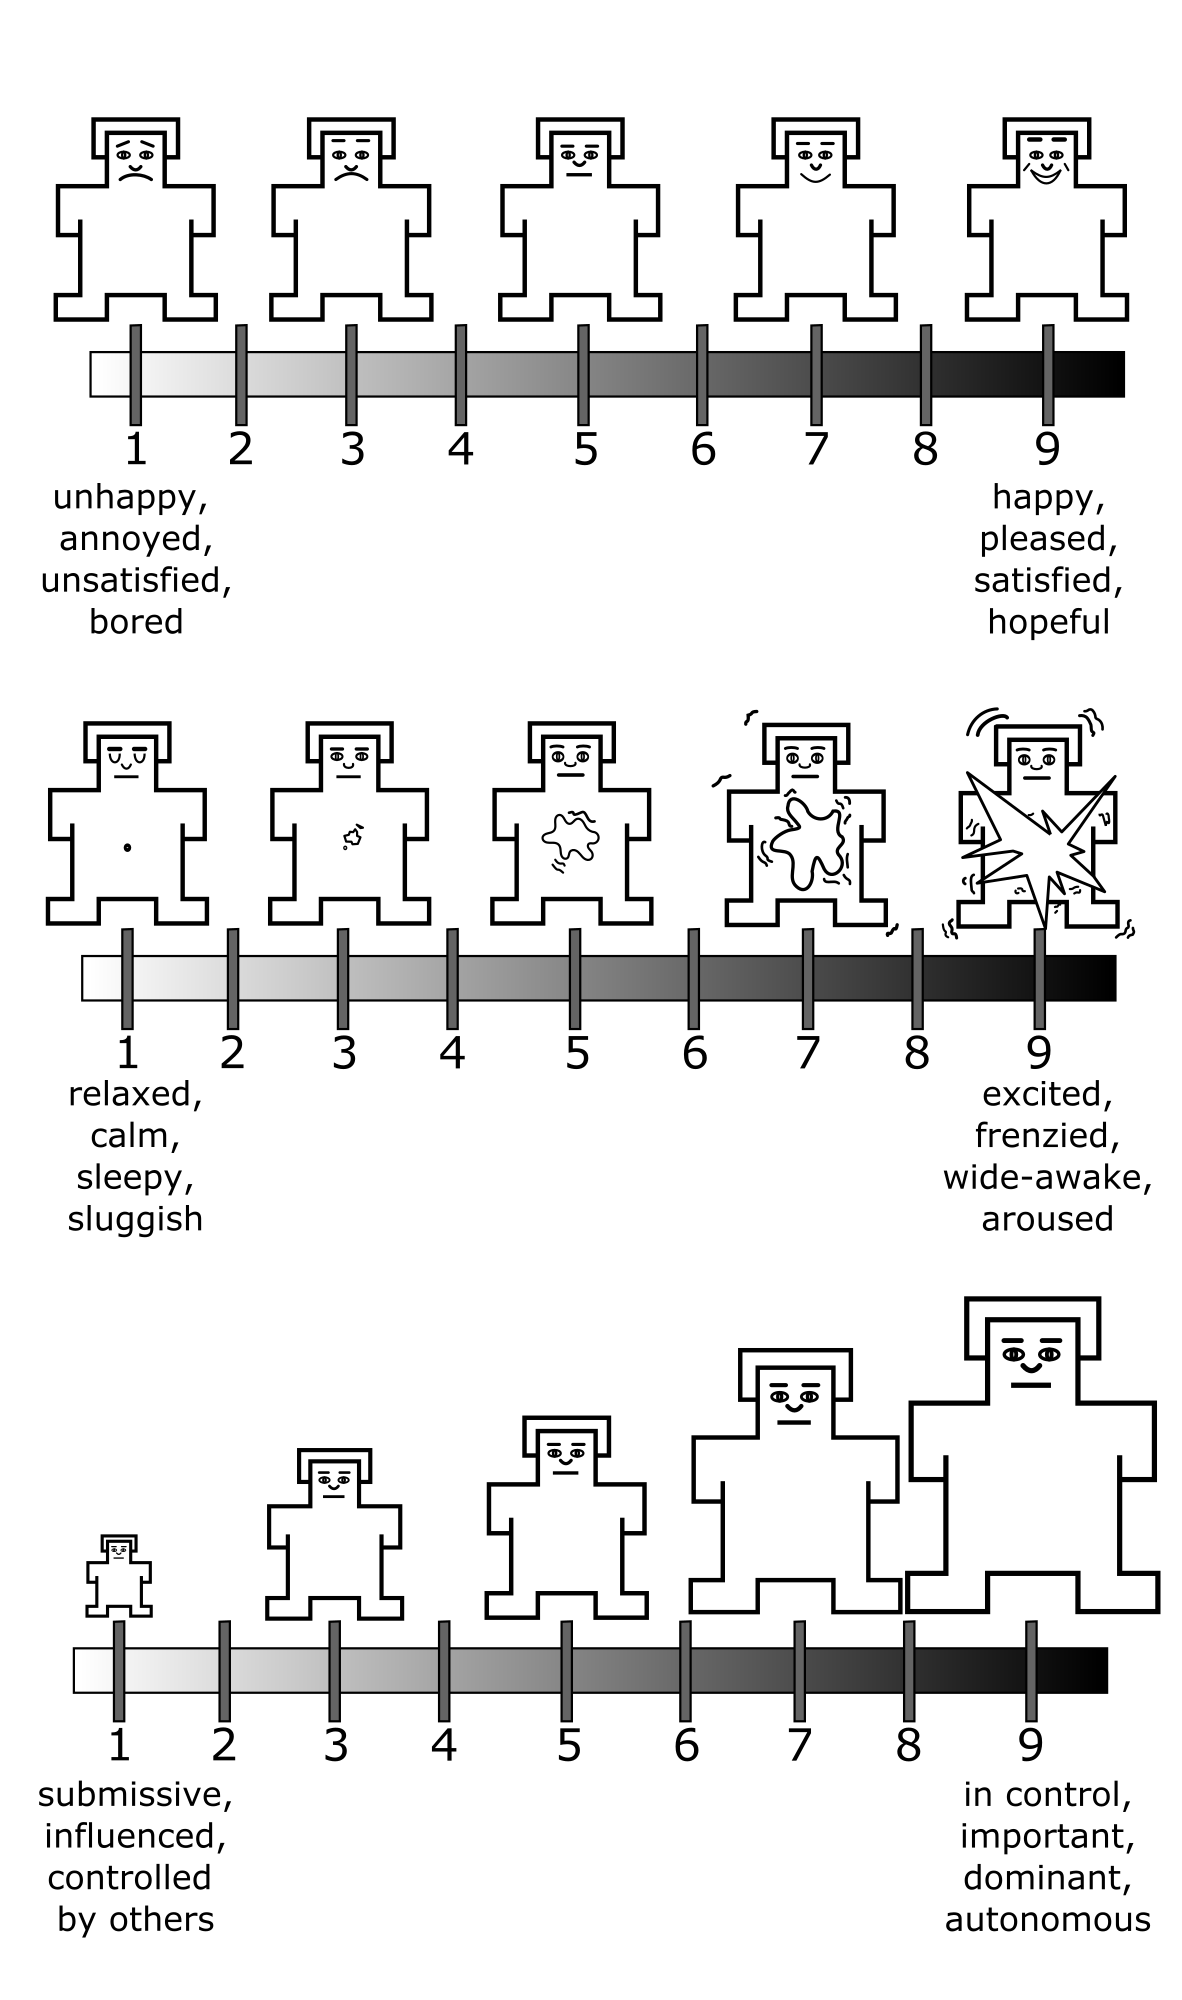 1 2 3 4 5 6 7 8 9
unhappy,
annoyed,
unsatisfied,
bored
happy,
pleased,
satisfied,
hopeful
1 2 3 4 5 6 7 8 9
relaxed,
calm,
sleepy,
sluggish
excited,
frenzied,
wide-awake,
aroused
1 2 3 4 5 6 7 8 9
submissive,
influenced,
controlled
by others
in control,
important,
dominant,
autonomous